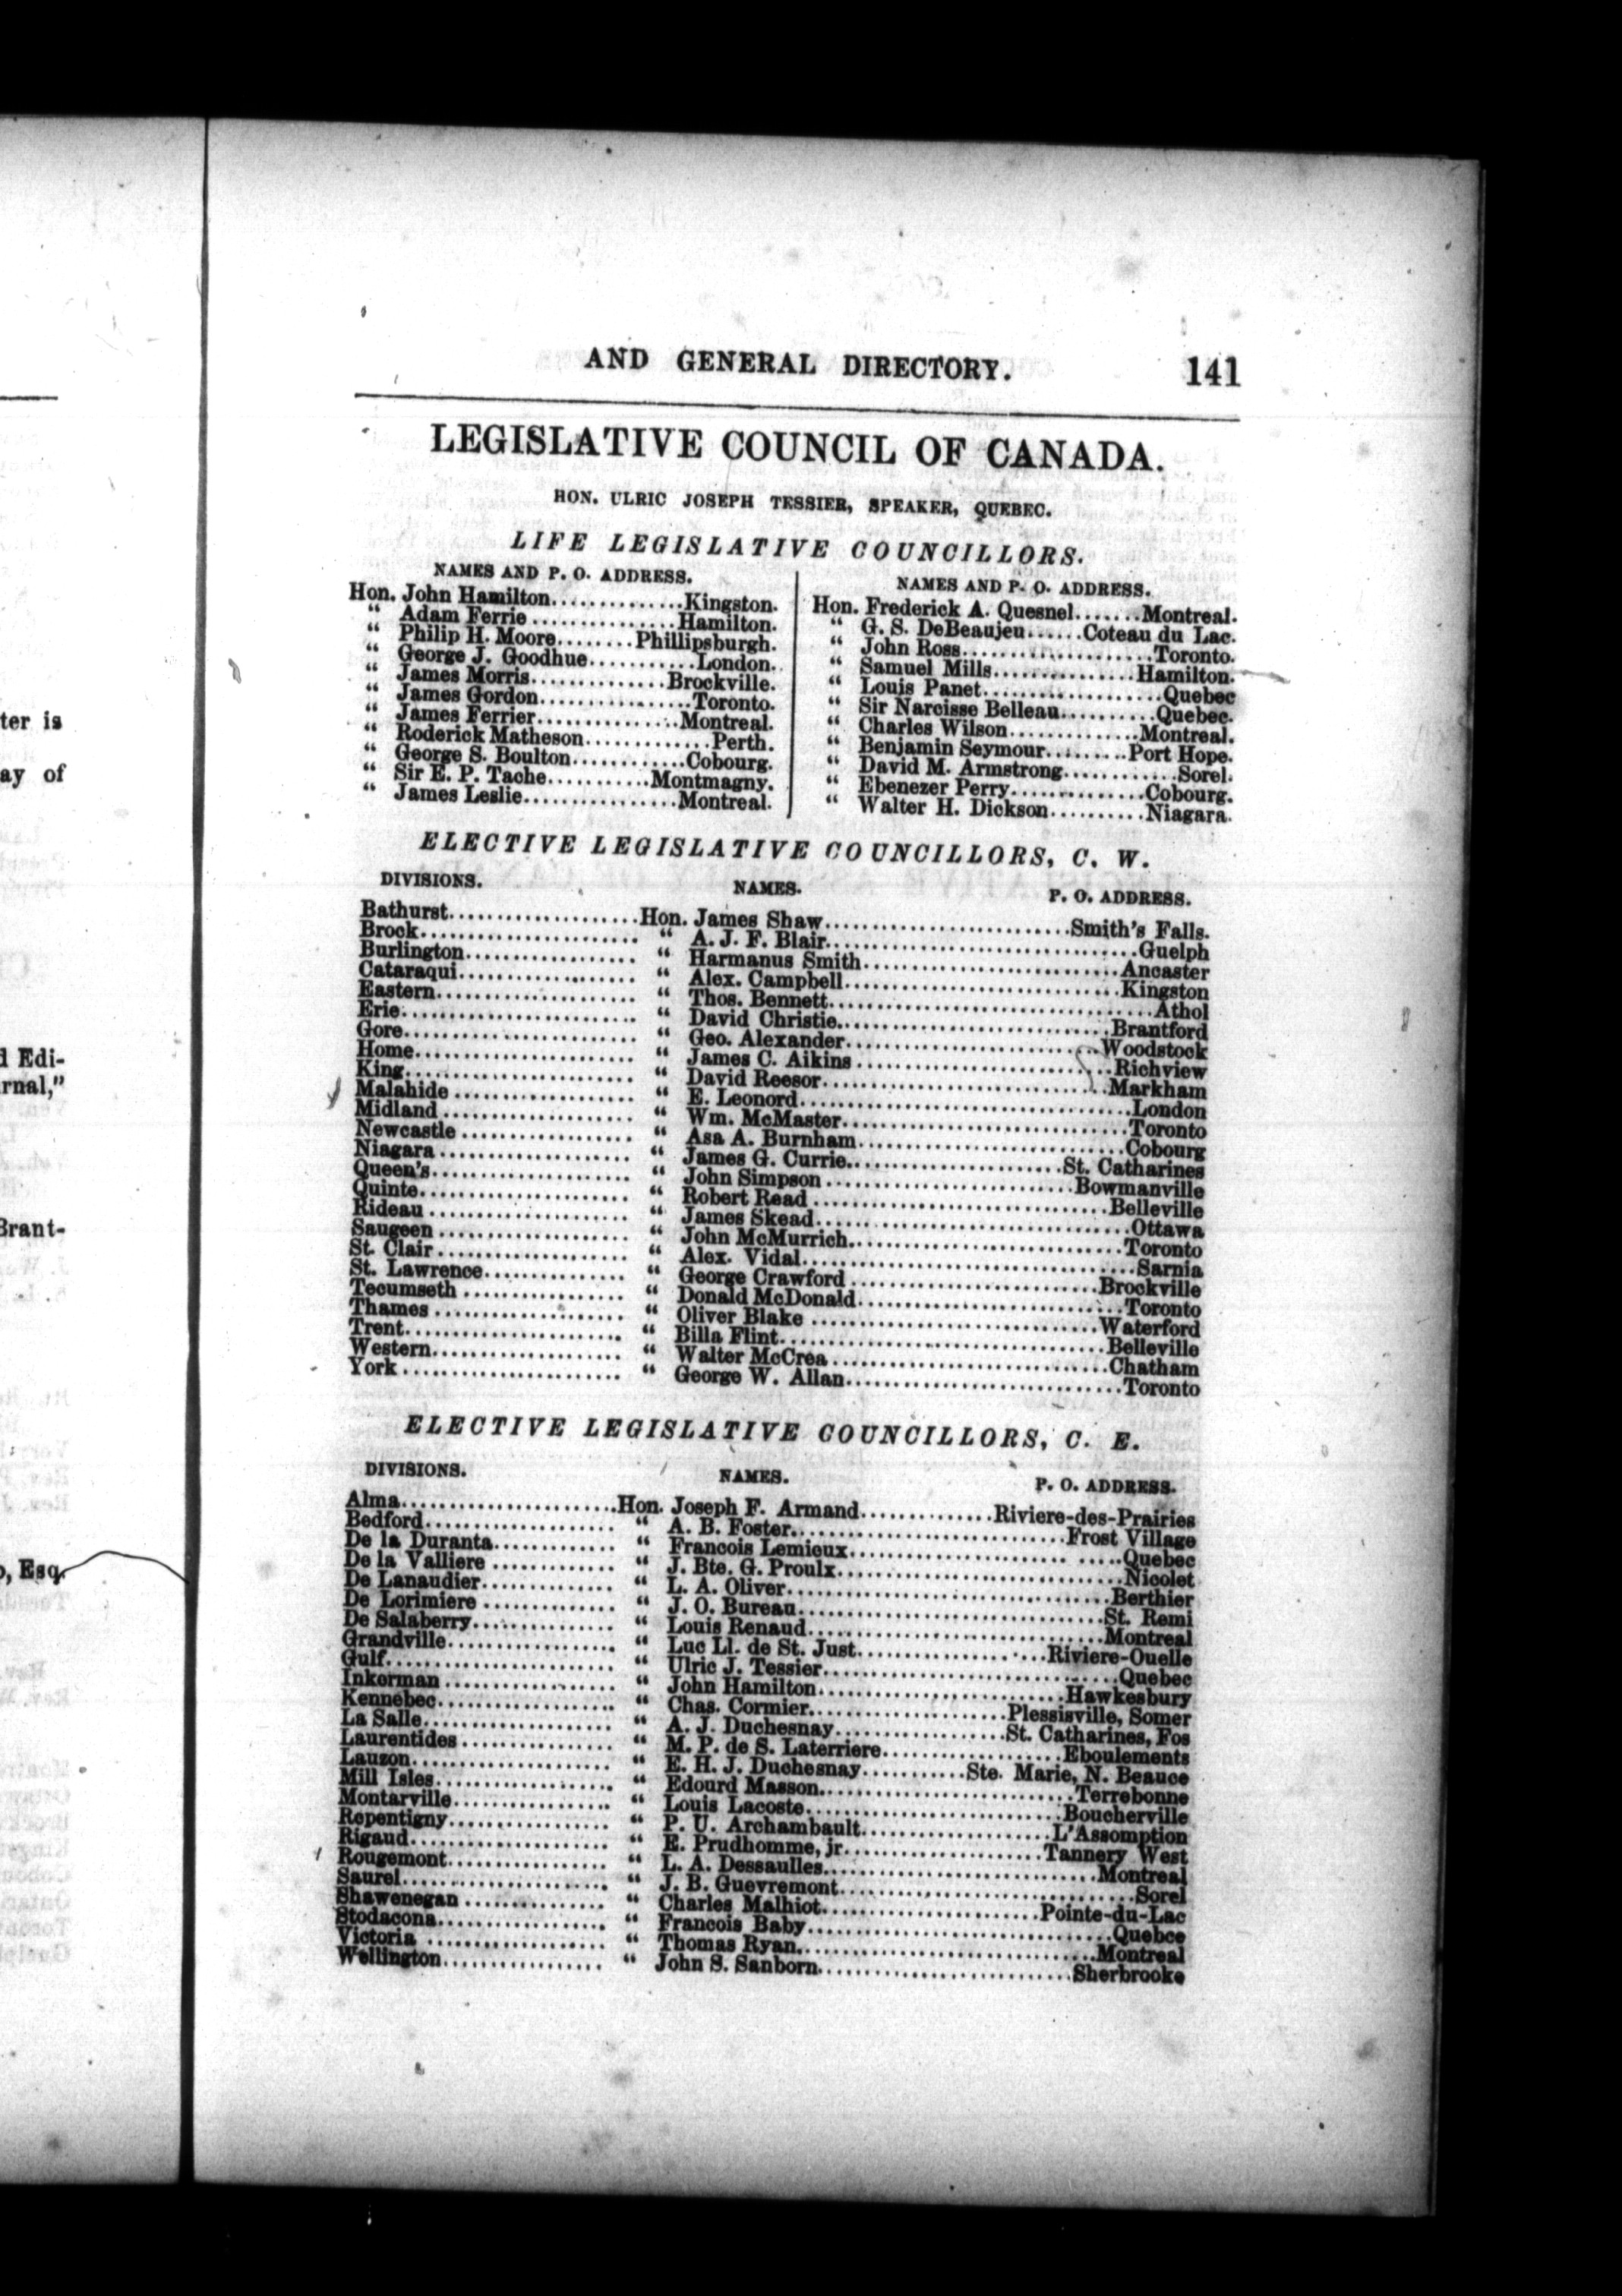 ter is
ay of
d Edi-
rnal,"
Brant-
Esq.
AND GENERAL DIRECTORY. 141
LEGISLATIVE COUNCIL OF CANADA.
HON. ULRIC JOSEPH TESSIER, SPEAKER, QUEBEC.
LIFE LEGISLATIVE COUNCILLORS.
NAMES AND P. O. ADDRESS.
Hon. John Hamilton..............Kingston.
" Adam Ferrie...............Hamilton.
" Philip H. Moore........Phillipsburgh.
" George J. Goodhue...........London.
" James Morris..............Brockville.
" James Gordon................Toronto.
" James Ferrier..............Montreal.
" Roderick Matheson.............Perth.
" George S. Boulton............Cobourg.
" Sir E. P. Tache...........Montmagny.
" James Leslie................Montreal.
NAMES AND P. O. ADDRESS.
Hon. Frederick A. Quesnel.......Montreal.
" G. S. DeBeaujeu......Coteau du Lac.
" John Ross....................Toronto.
" Samuel Mills...............Hamilton.
" Louis Panet...................Quebec
" Sir Narcisse Belleau..........Quebec.
" Charles Wilson..............Montreal.
" Benjamin Seymour.........Port Hope.
" David M. Armstrong............Sorel.
" Ebenezer Perry..............Cobourg.
" Walter H. Dickson..........Niagara.
ELECTIVE LEGISLATIVE COUNCILLORS, C. W.
DIVISIONS. NAMES. P. O. ADDRESS.
Bathurst....................Hon. James Shaw...........................Smith's Falls.
Brock....................... " A. J. F. Blair.................................Guelph
Burlington.................. " Harmanus Smith...........................Ancaster
Cataraqui................... " Alex. Campbell.............................Kingston
Eastern..................... " Thos. Bennett..................................Athol
Erie........................ " David Christie............................Brantford
Gore........................ " Geo. Alexander...........................Woodstock
Home........................ " James C. Aikins...........................Richview
King........................ " David Reesor..............................Markham
Malahide.................... " E. Leonord...................................London
Midland..................... " Wm. McMaster..............................Toronto
Newcastle................... " Asa A. Burnham............................Cobourg
Niagara..................... " James G. Currie.......................St. Catharines
Queen's..................... " John Simpson...........................Bowmanville
Quinte...................... " Robert Read...............................Belleville
Rideau...................... " James Skead.................................Ottawa
Saugeen..................... " John McMurrich.............................Toronto
St. Clair................... " Alex. Vidal...................................Sarnia
St. Lawrence................ " George Crawford.........................Brockville
Tecumseth................... " Donald McDonald............................Toronto
Thames...................... " Oliver Blake.............................Waterford
Trent....................... " Billa Flint...............................Belleville
Western..................... " Walter McCrea..............................Chatham
York........................ " George W. Allan............................Toronto
ELECTIVE LEGISLATIVE COUNCILLORS, C. E.
DIVISIONS. NAMES. P. O. ADDRESS.
Alma.......................Hon. Joseph F. Armand..............Riviere-des-Prairies
Bedford..................... " A. B. Foster............................Frost Village
De la Duranta............... " Francois Lemieux............................Quebec
De la Valliere.............. " J. Bte. G. Proulx.............................Nicolet
De Lanaudier................ " L. A. Oliver.................................Berthier
De Lorimiere................ " J. O. Bureau................................St. Remi
De Salaberry................ " Louis Renaud...............................Montreal
Grandville.................. " Luc Ll. de St. Just....................Riviere-Ouelle
Gulf........................ " Ulric J. Tessier...............................Quebec
Inkerman.................... " John Hamilton..........................Hawkesbury
Kennebec.................... " Chas. Cormier.....................Plessisville, Somer
La Salle.................... " A. J. Duchesnay..................St. Catharines, Fos
Laurentides................. " M. P. de S. Laterriere...................Eboulements
Lauzon...................... " E. H. J. Duchesnay...........Ste. Marie, N. Beauce
Mill Isles.................. " Edourd Masson...........................Terrebonne
Montarville................. " Louis Lacoste...........................Boucherville
Repentigny.................. " P. U. Archambault....................L'Assomption
Rigaud...................... " E. Prudhomme, jr.....................Tannery West
Rougemont................... " L. A. Dessaulles............................Montreal
Saurel...................... " J. B. Guevremont..............................Sorel
Shawenegan.................. " Charles Malhiot.......................Pointe-du-Lac
Stodacona................... " Francois Baby................................Quebce
Victoria.................... " Thomas Ryan...............................Montreal
Wellington.................. " John S. Sanborn..........................Sherbrooke